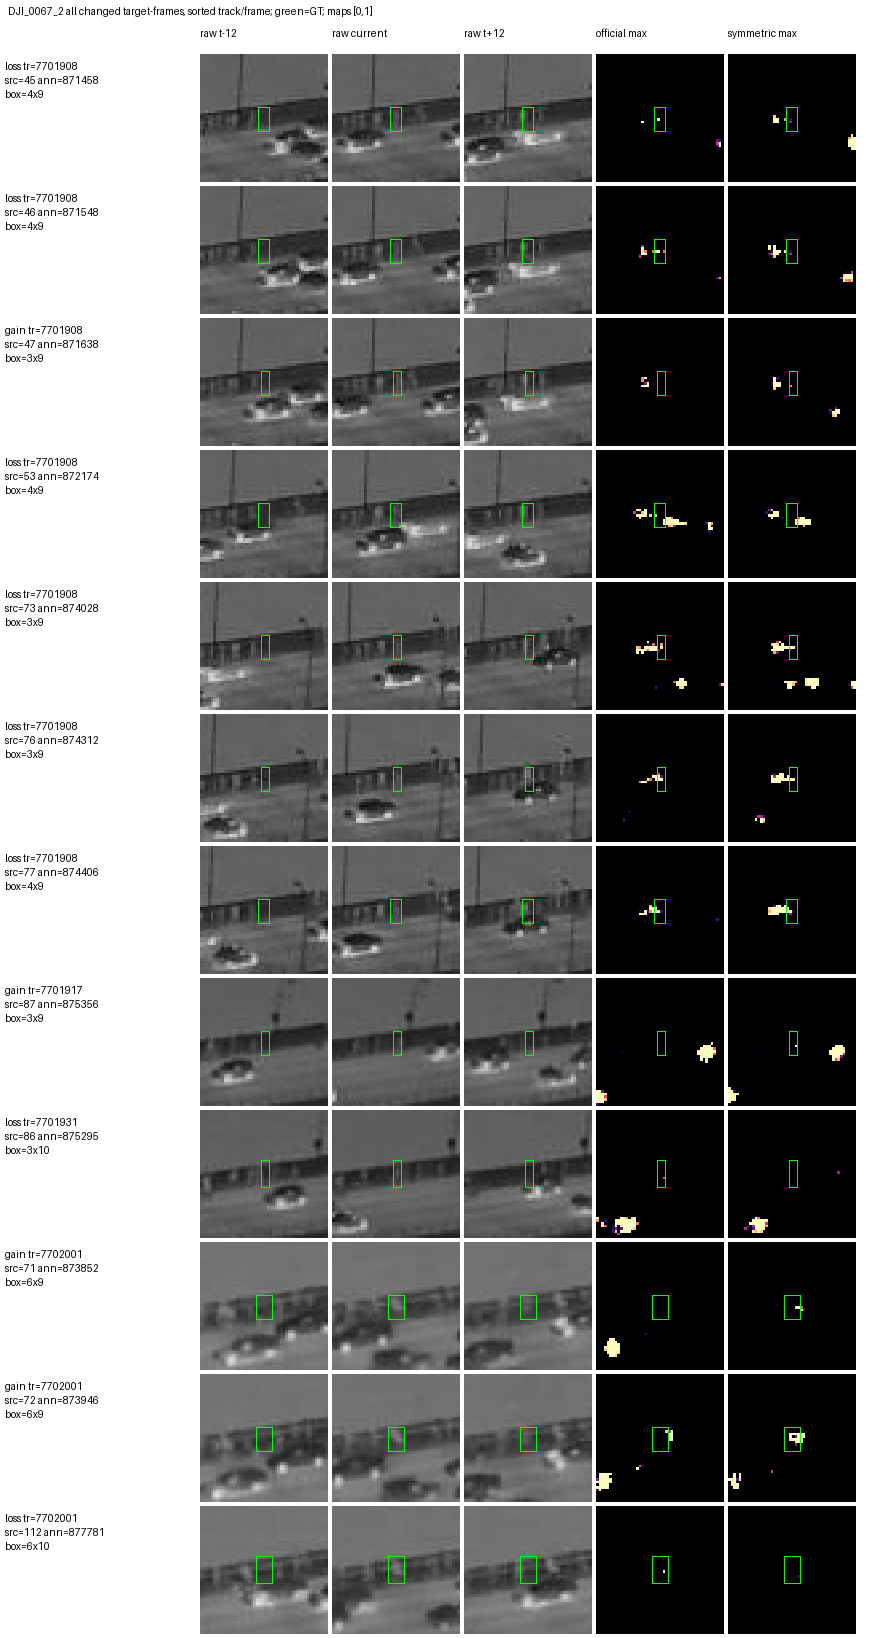 DJI_0067_2 all changed target-frames, sorted track/frame; green=GT; maps [0,1]
raw t-12 raw current raw t+12 official max symmetric max
loss tr=7701908
src=45 ann=871458
box=4x9
loss tr=7701908
src=46 ann=871548
box=4x9
gain tr=7701908
src=47 ann=871638
box=3x9
loss tr=7701908
src=53 ann=872174
box=4x9
loss tr=7701908
src=73 ann=874028
box=3x9
loss tr=7701908
src=76 ann=874312
box=3x9
loss tr=7701908
src=77 ann=874406
box=4x9
gain tr=7701917
src=87 ann=875356
box=3x9
loss tr=7701931
src=86 ann=875295
box=3x10
gain tr=7702001
src=71 ann=873852
box=6x9
gain tr=7702001
src=72 ann=873946
box=6x9
loss tr=7702001
src=112 ann=877781
box=6x10